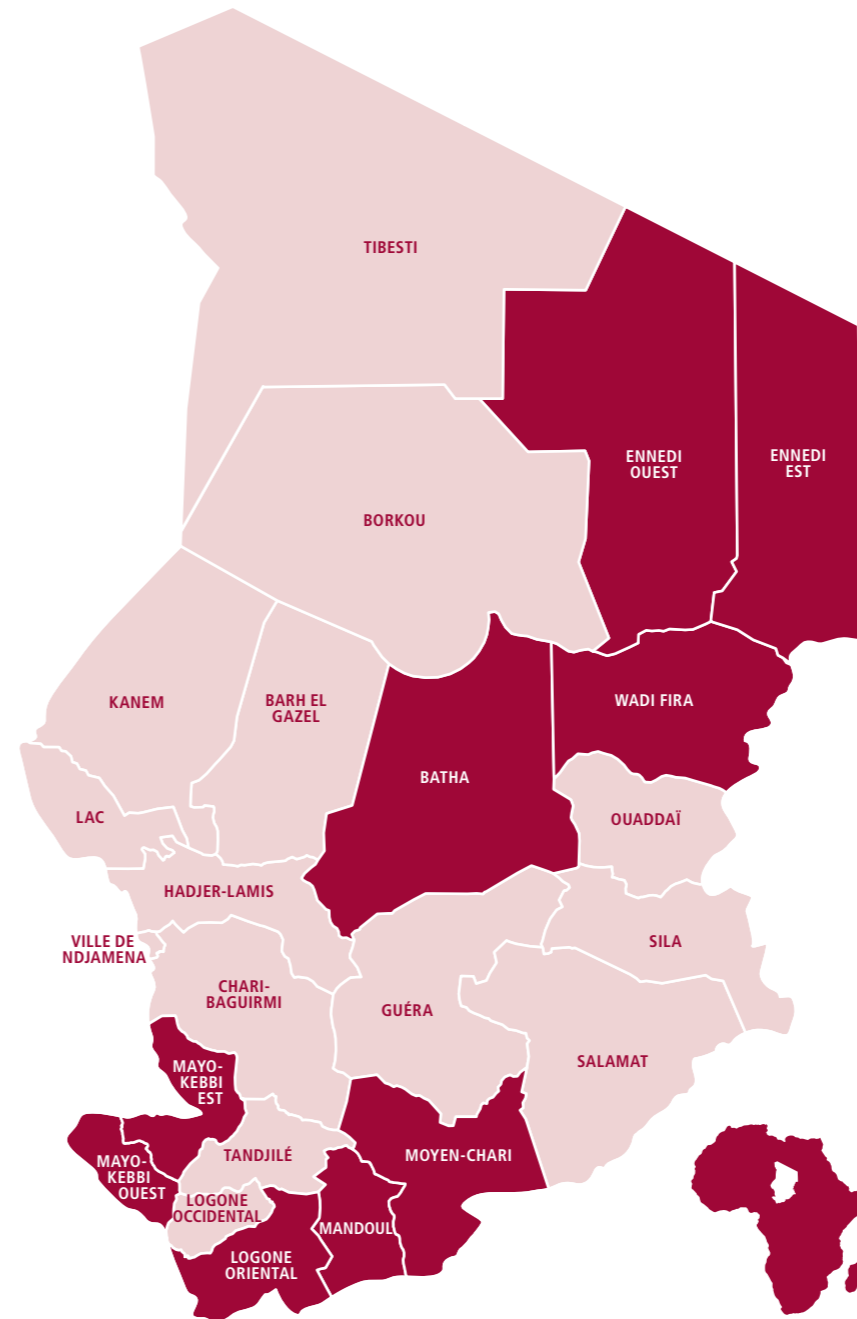 TIBESTI
ENNEDI
OUEST
ENNEDI
EST
BORKOU
KANEM
BARH EL
GAZEL
WADI FIRA
BATHA
LAC
OUADDAÏ
HADJER-LAMIS
VILLE DE
NDJAMENA
SILA
CHARI-
BAGUIRMI
GUÉRA
SALAMAT
MAYO-
KEBBI
EST
MAYO-
KEBBI
OUEST
TANDJILÉ
MOYEN-CHARI
LOGONE
OCCIDENTAL
MANDOUL
LOGONE
ORIENTAL